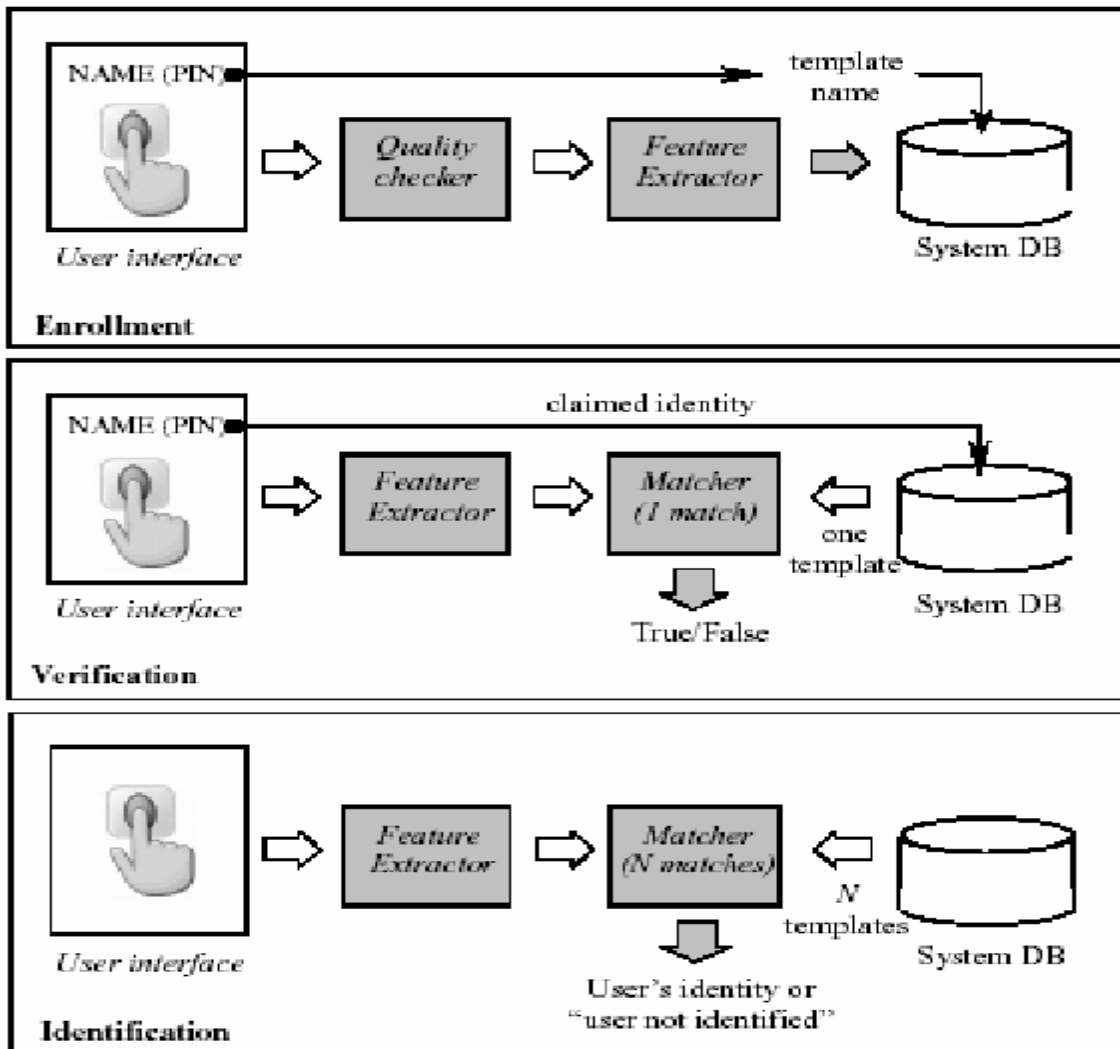 NAME (PIN)
template
name
Quality
checker
Feature
Extractor
User interface
System DB
Enrollment
NAME (PIN)
claimed identity
Feature
Extractor
Matcher
(1 match)
one
template
User interface
System DB
True/False
Verification
Feature
Extractor
Matcher
(N matches)
N
templates
User interface
System DB
User's identity or
"user not identified"
Identification